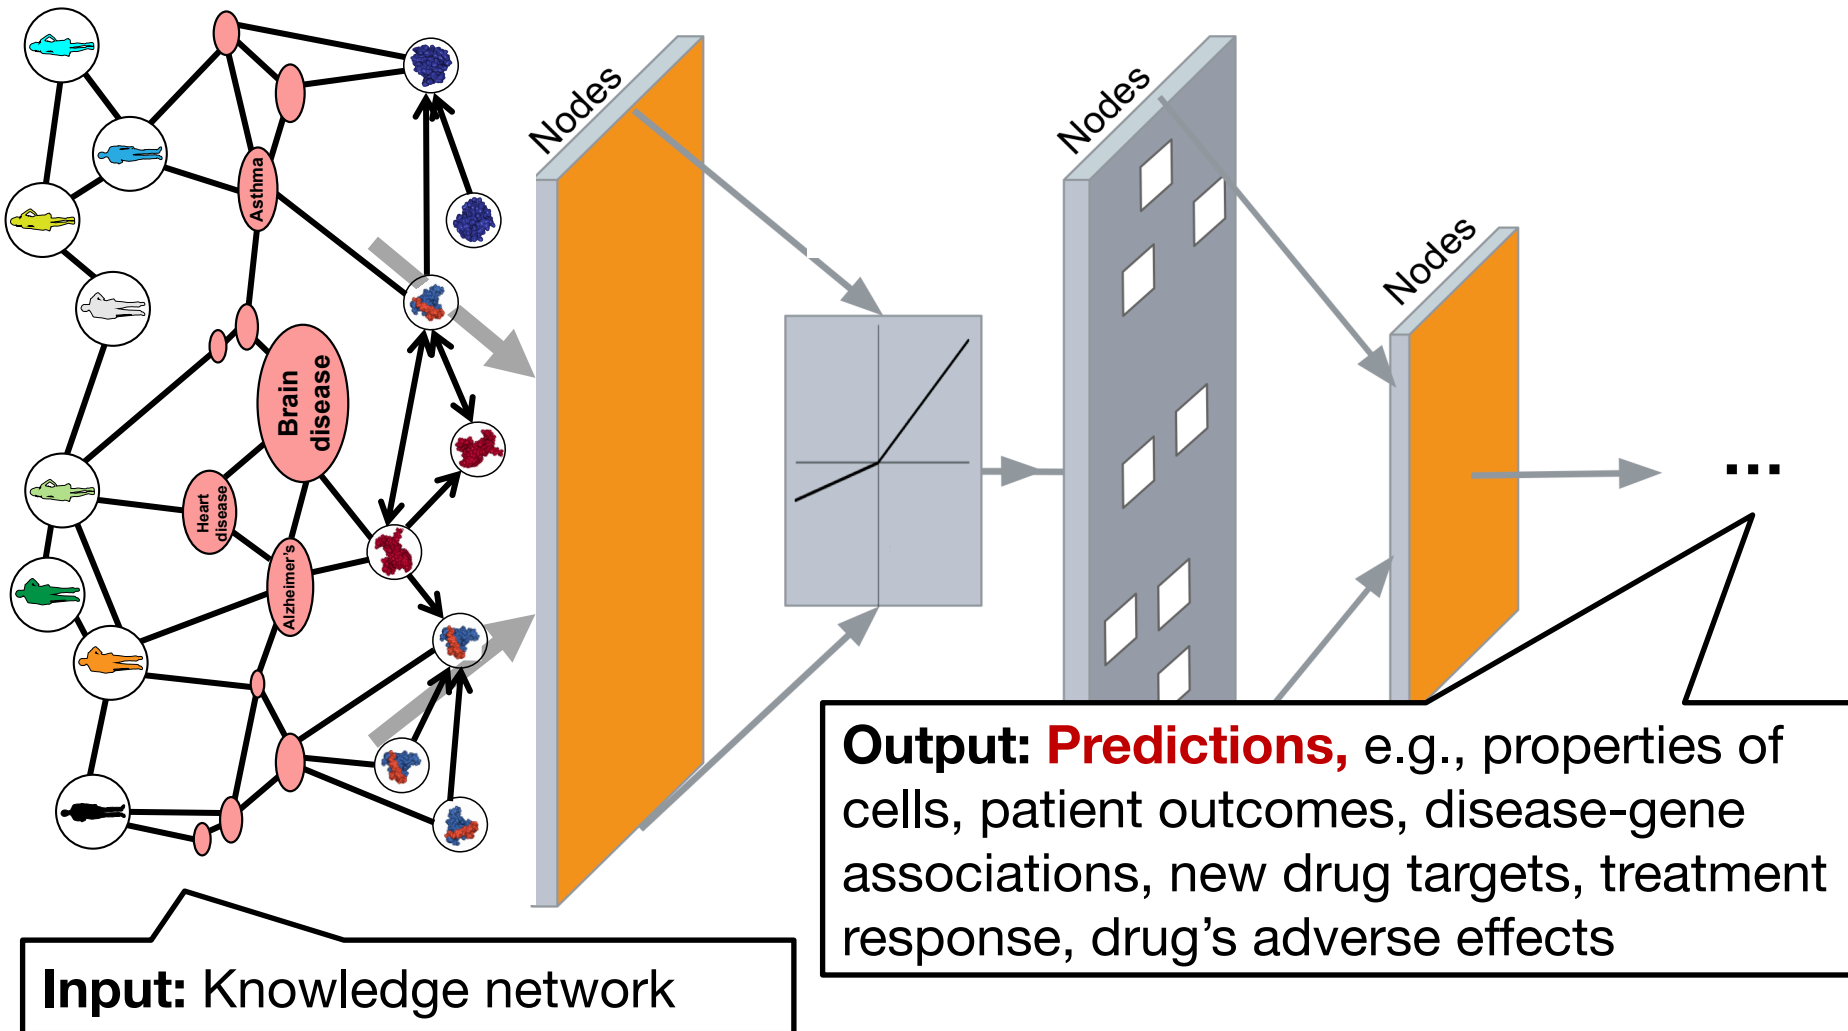 Nodes
Nodes
Nodes
Asthma
Brain
disease
Heart
disease
Alzheimer's
...
Output: Predictions, e.g., properties of
cells, patient outcomes, disease-gene
associations, new drug targets, treatment
response, drug's adverse effects
Input: Knowledge network